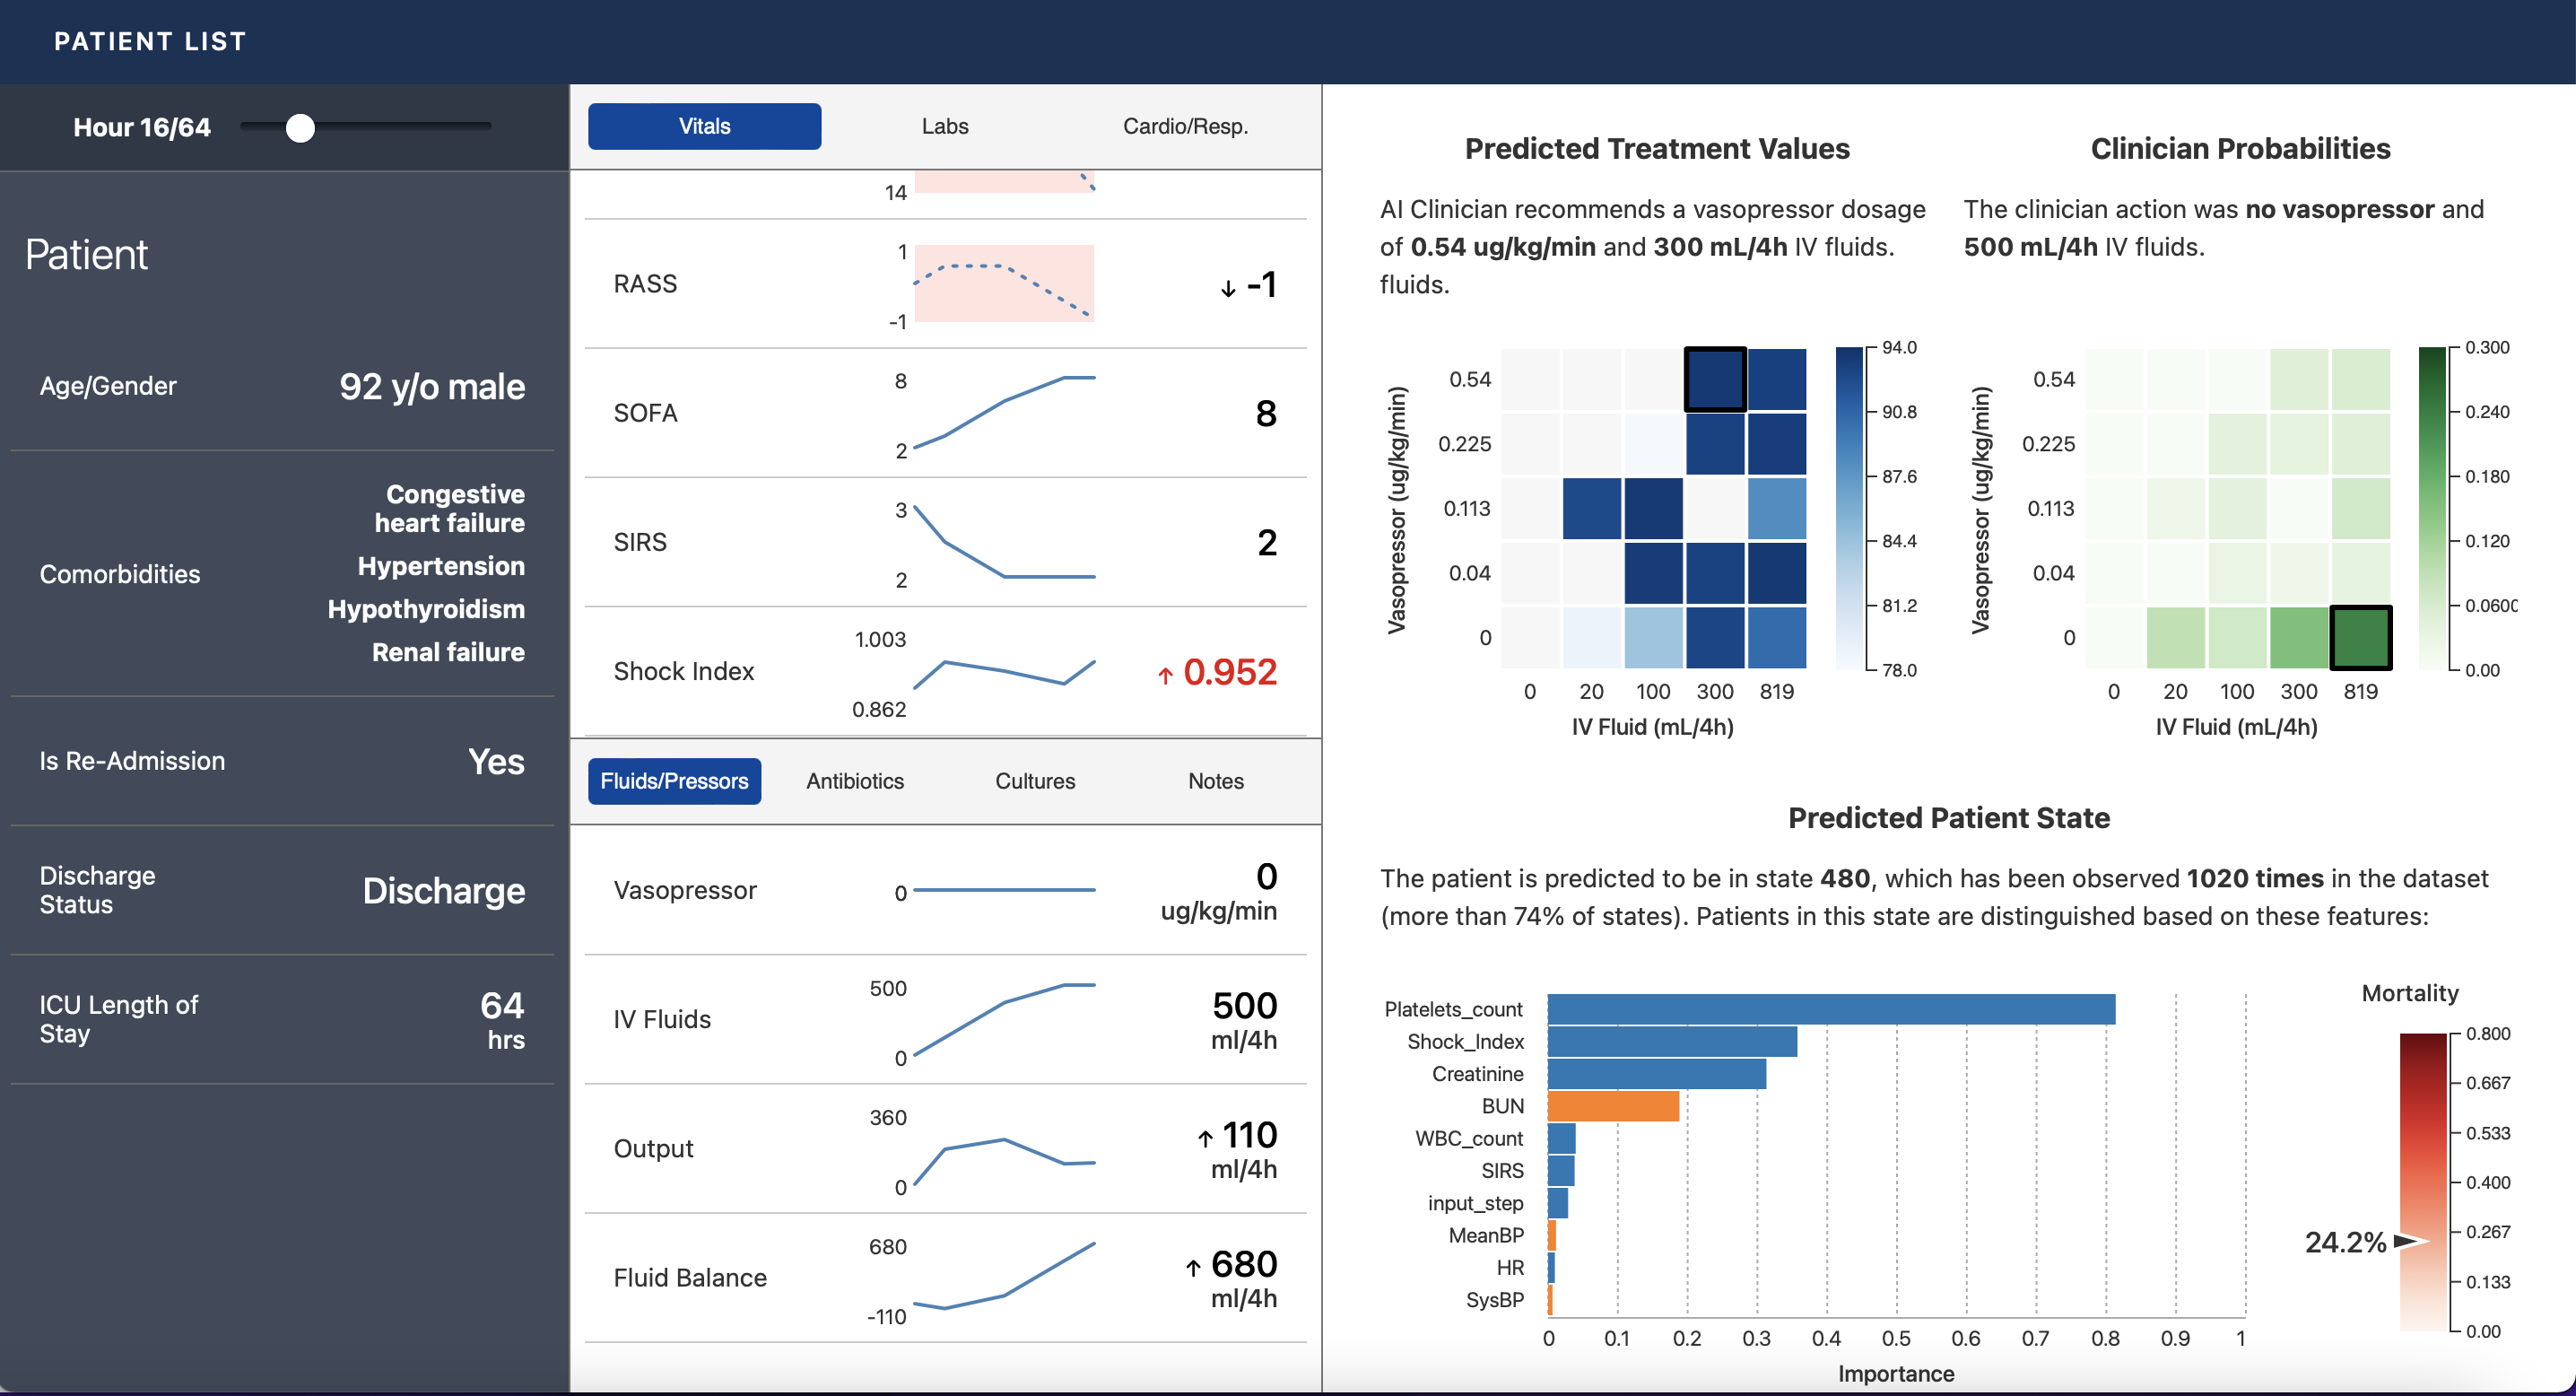 PATIENT LIST
Hour 16/64
Patient
Age/Gender
92 y/o male
Comorbidities
Congestive
heart failure
Hypertension
Hypothyroidism
Renal failure
Is Re-Admission
Yes
Discharge
Status
Discharge
ICU Length of
Stay
64
hrs
Vitals
Labs
Cardio/Resp.
14
RASS
1
-1
↓ -1
SOFA
8
2
8
SIRS
3
2
2
Shock Index
1.003
0.862
↑ 0.952
Fluids/Pressors
Antibiotics
Cultures
Notes
Vasopressor
0
0
ug/kg/min
IV Fluids
500
0
500
ml/4h
Output
360
0
↑ 110
ml/4h
Fluid Balance
680
-110
↑ 680
ml/4h
Predicted Treatment Values
AI Clinician recommends a vasopressor dosage
of 0.54 ug/kg/min and 300 mL/4h IV fluids.
fluids.
Vasopressor (ug/kg/min)
0.54
0.225
0.113
0.04
0
0 20 100 300 819
IV Fluid (mL/4h)
94.0
90.8
87.6
84.4
81.2
78.0
Clinician Probabilities
The clinician action was no vasopressor and
500 mL/4h IV fluids.
Vasopressor (ug/kg/min)
0.54
0.225
0.113
0.04
0
0 20 100 300 819
IV Fluid (mL/4h)
0.300
0.240
0.180
0.120
0.060
0.00
Predicted Patient State
The patient is predicted to be in state 480, which has been observed 1020 times in the dataset
(more than 74% of states). Patients in this state are distinguished based on these features:
Platelets_count
Shock_Index
Creatinine
BUN
WBC_count
SIRS
input_step
MeanBP
HR
SysBP
0 0.1 0.2 0.3 0.4 0.5 0.6 0.7 0.8 0.9 1
Importance
Mortality
0.800
0.667
0.533
0.400
0.267
0.133
0.00
24.2%